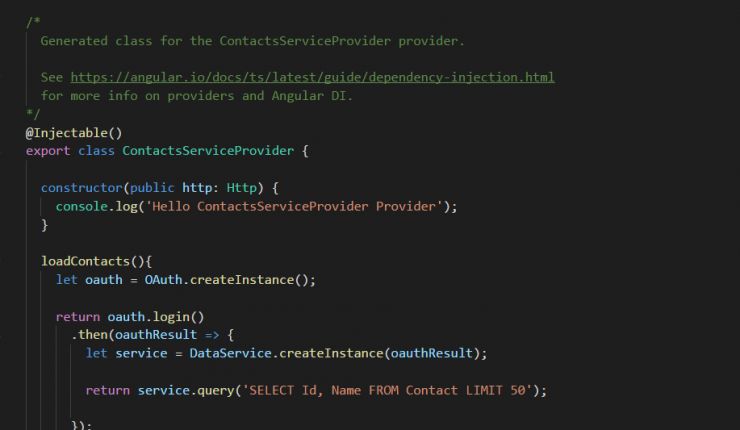 /*
Generated class for the ContactsServiceProvider provider.
See https://angular.io/docs/ts/latest/guide/dependency-injection.html
for more info on providers and Angular DI.
*/
@Injectable()
export class ContactsServiceProvider {
constructor(public http: Http) {
console.log('Hello ContactsServiceProvider Provider');
}
loadContacts(){
let oauth = OAuth.createInstance();
return oauth.login()
.then(oauthResult => {
let service = DataService.createInstance(oauthResult);
return service.query('SELECT Id, Name FROM Contact LIMIT 50');
});